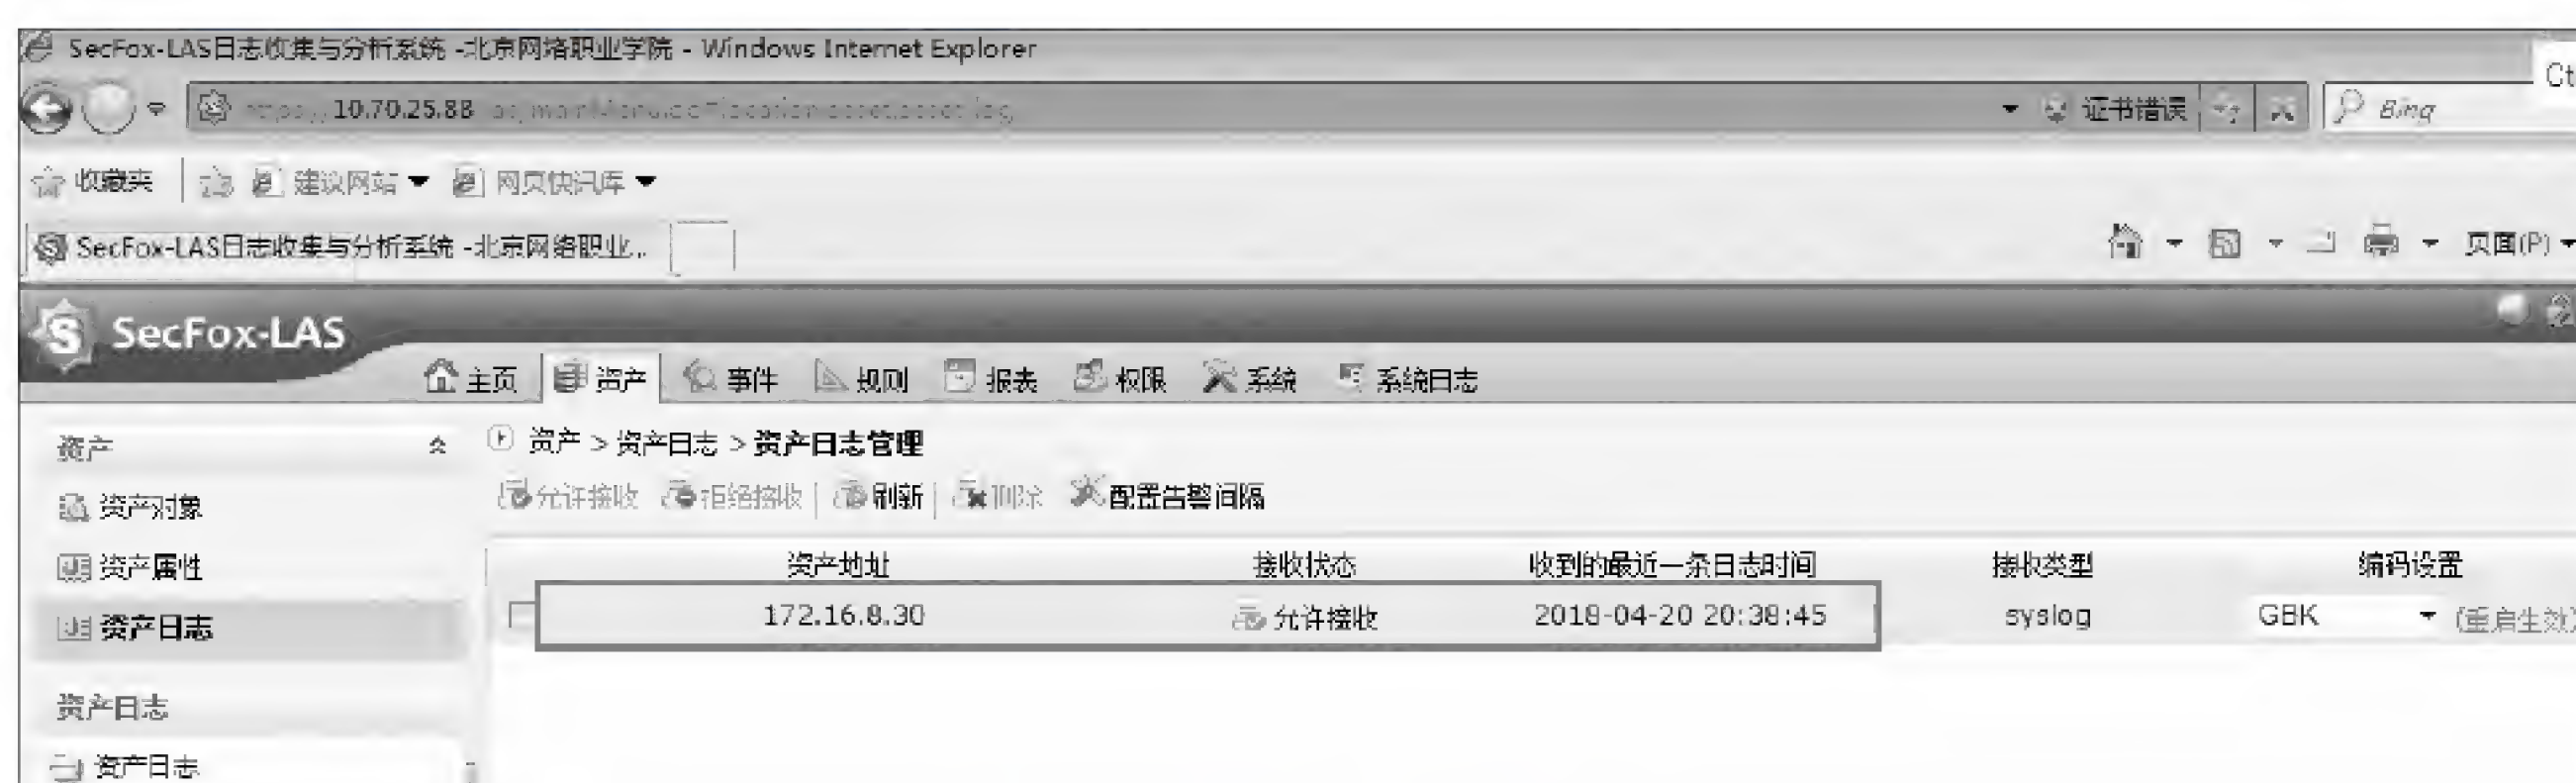 SecFox-LAS日志收集与分析系统 -北京网络职业学院 - Windows Internet Explorer
10.70.25.88 证书错误 Bing
收藏夹 建议网站 网页快讯库
SecFox-LAS日志收集与分析系统 -北京网络职业... 页面(P)
SecFox-LAS
主页 资产 事件 规则 报表 权限 系统 系统日志
资产
资产 > 资产日志 > 资产日志管理
资产对象
允许接收 拒绝接收 | 刷新 | 删除 配置告警间隔
资产属性
资产地址 接收状态 收到的最近一条日志时间 接收类型 编码设置
资产日志
172.16.8.30 允许接收 2018-04-20 20:38:45 syslog GBK (重启生效)
资产日志
资产日志